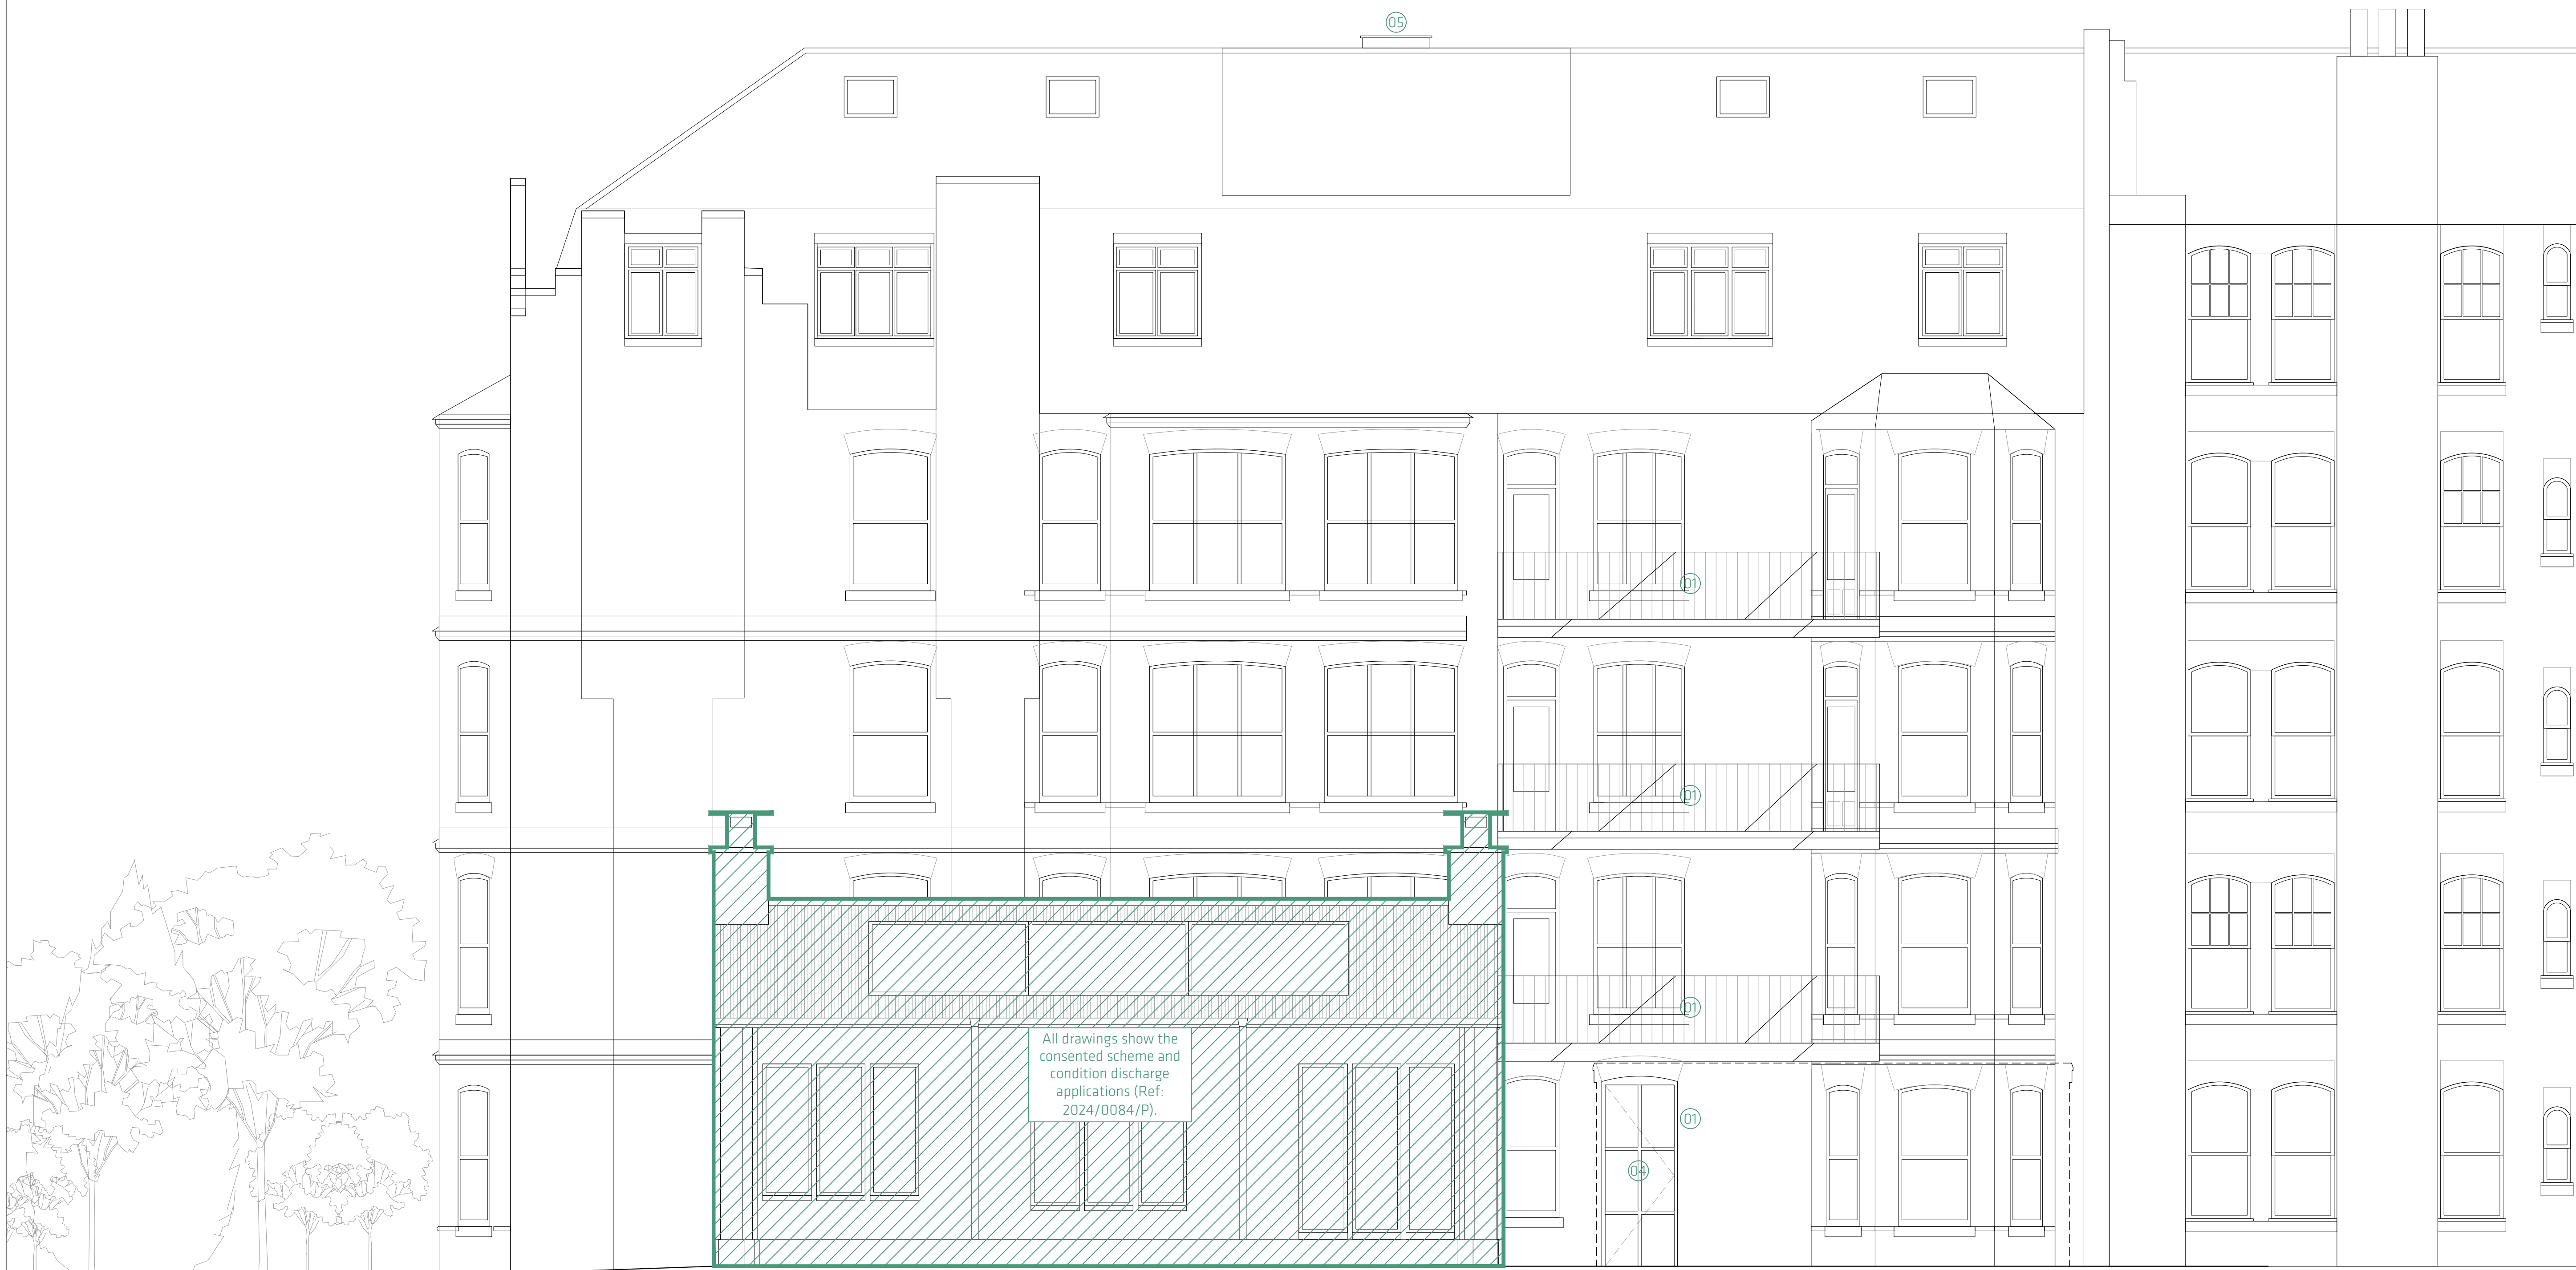 05
01
01
01
All drawings show the
consented scheme and
condition discharge
applications (Ref:
2024/0084/P).
01
04